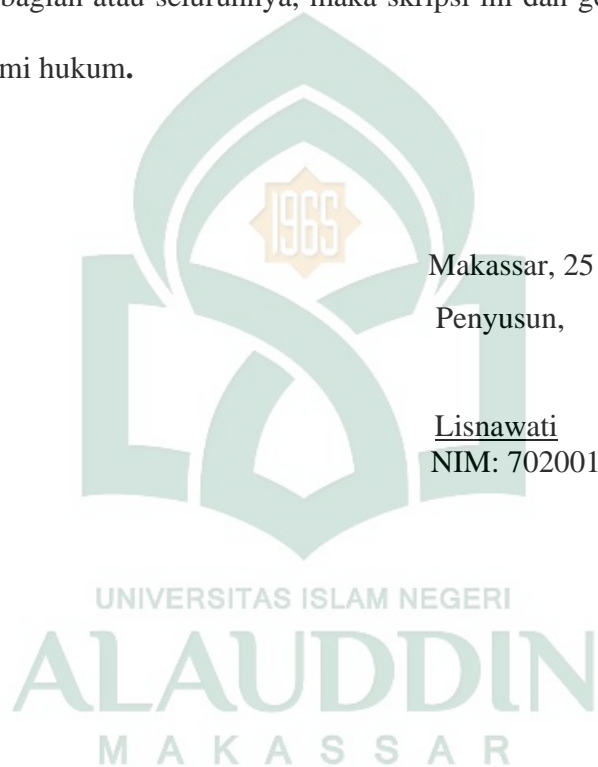 bagian atau seluruhnya, maka skripsi ini dan
mi hukum.
1965
Makassar, 25
Penyusun,
Lisnawati
NIM: 702001
UNIVERSITAS ISLAM NEGERI
ALAUDDIN
MAKASSAR